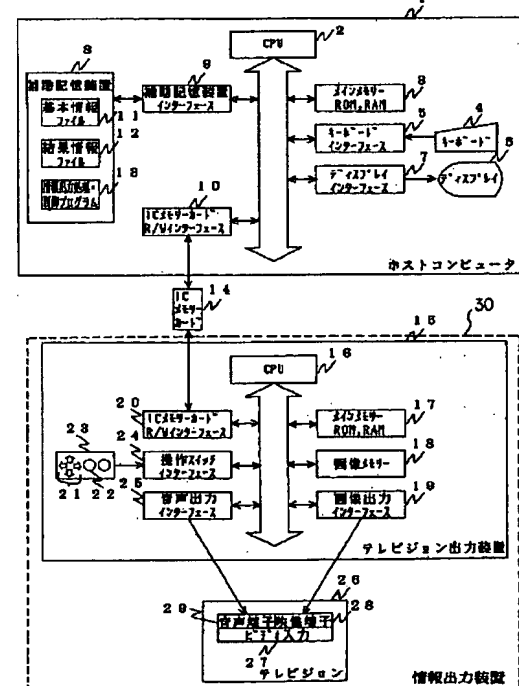 CPU
2
8
補助記憶装置
9
補助記憶装置
インターフェース
メインメモリー
ROM, RAM
3
基本情報
ファイル
11
5
キーボード
インターフェース
4
キーボード
結果情報
ファイル
12
7
ディスプレイ
インターフェース
6
ディスプレイ
13
制御プログラム
10
ICメモリーカード
R/Wインターフェース
ホストコンピュータ
IC
メモリー
カード
14
15
30
CPU
16
20
ICメモリーカード
R/Wインターフェース
メインメモリー
ROM, RAM
17
23
24
操作スイッチ
インターフェース
画像メモリー
18
21
22
25
音声出力
インターフェース
画像出力
インターフェース
19
テレビジョン出力装置
26
29
音声端子
映像端子
28
ビデオ入力
27
テレビジョン
情報出力装置